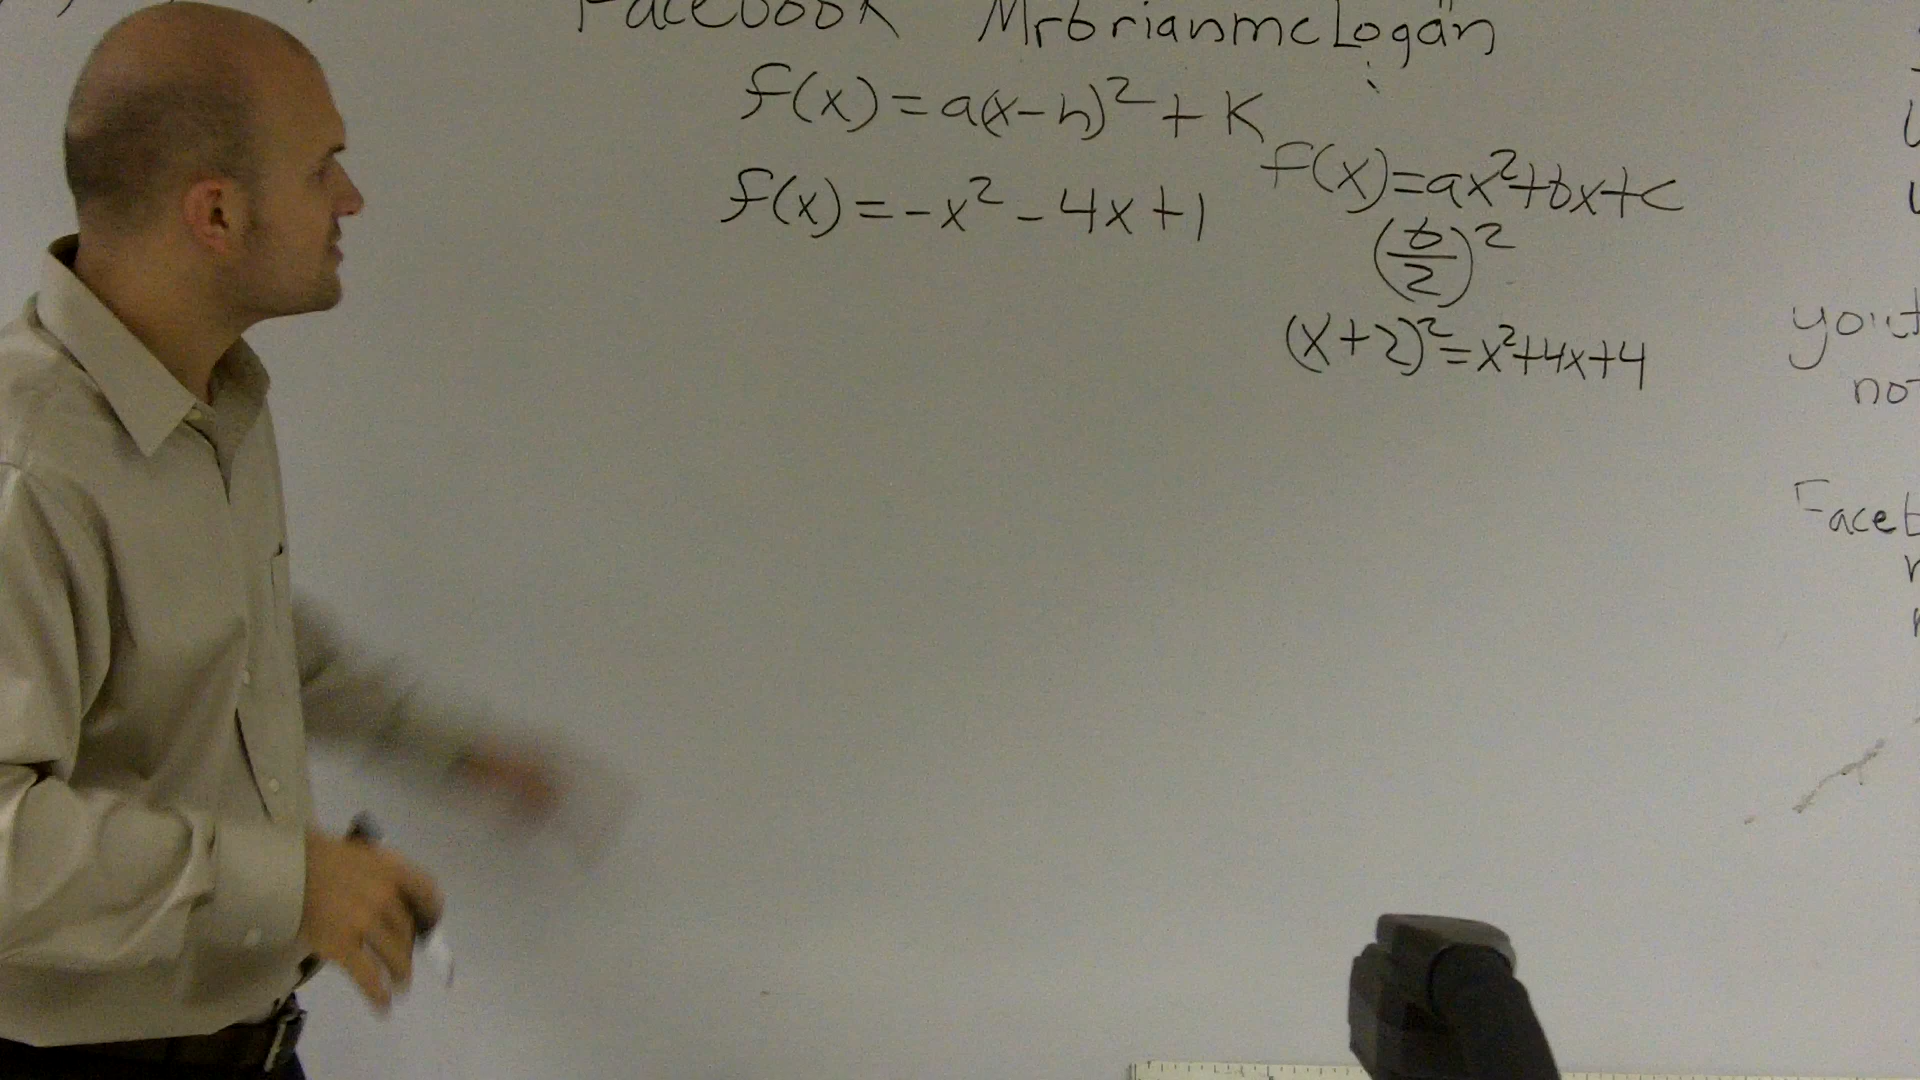 Facebook MrbrianmcLogan
f(x)=a(x-h)²+K
f(x)=-x²-4x+1
f(x)=ax²+bx+c
(b/2)²
(x+2)²=x²+4x+4